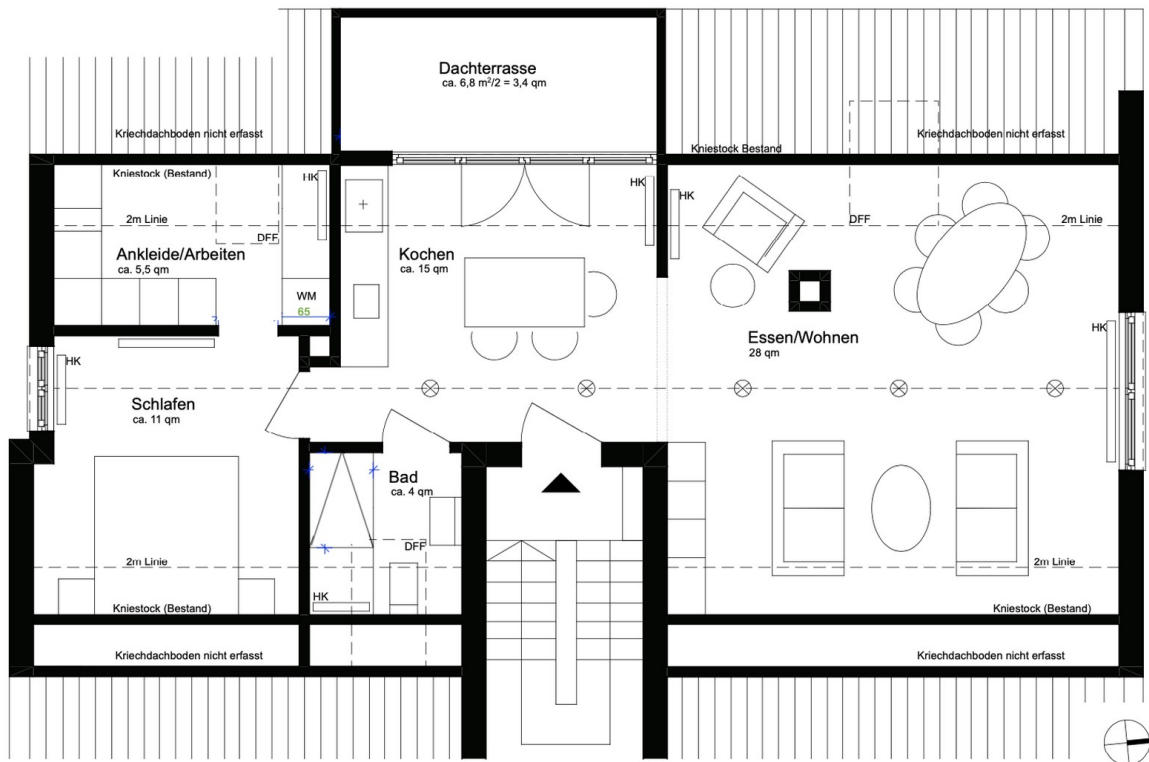 Dachterrasse
ca. 6,8 m²/2 = 3,4 qm
Kriechdachboden nicht erfasst
Kriechdachboden nicht erfasst
Kniestock Bestand
Kniestock (Bestand)
HK
HK
HK
2m Linie
DFF
2m Linie
DFF
Ankleide/Arbeiten
ca. 5,5 qm
Kochen
ca. 15 qm
WM
65
Essen/Wohnen
28 qm
HK
HK
Schlafen
ca. 11 qm
Bad
ca. 4 qm
DFF
2m Linie
2m Linie
HK
Kniestock (Bestand)
Kniestock (Bestand)
Kriechdachboden nicht erfasst
Kriechdachboden nicht erfasst